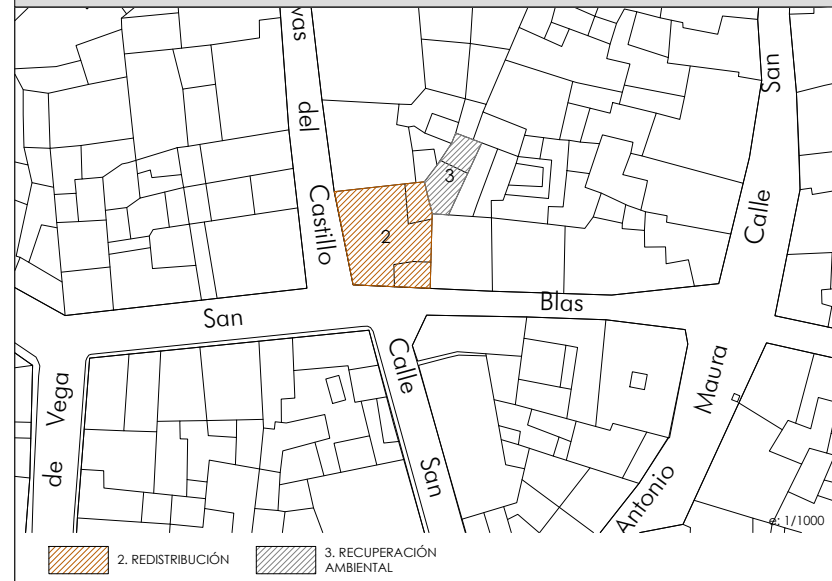 vas del Castillo
San
Calle
3
2
San
Blas
Calle
San
Vega
de
Maura
Antonio
e: 1/1000
2. REDISTRIBUCIÓN
3. RECUPERACIÓN
AMBIENTAL